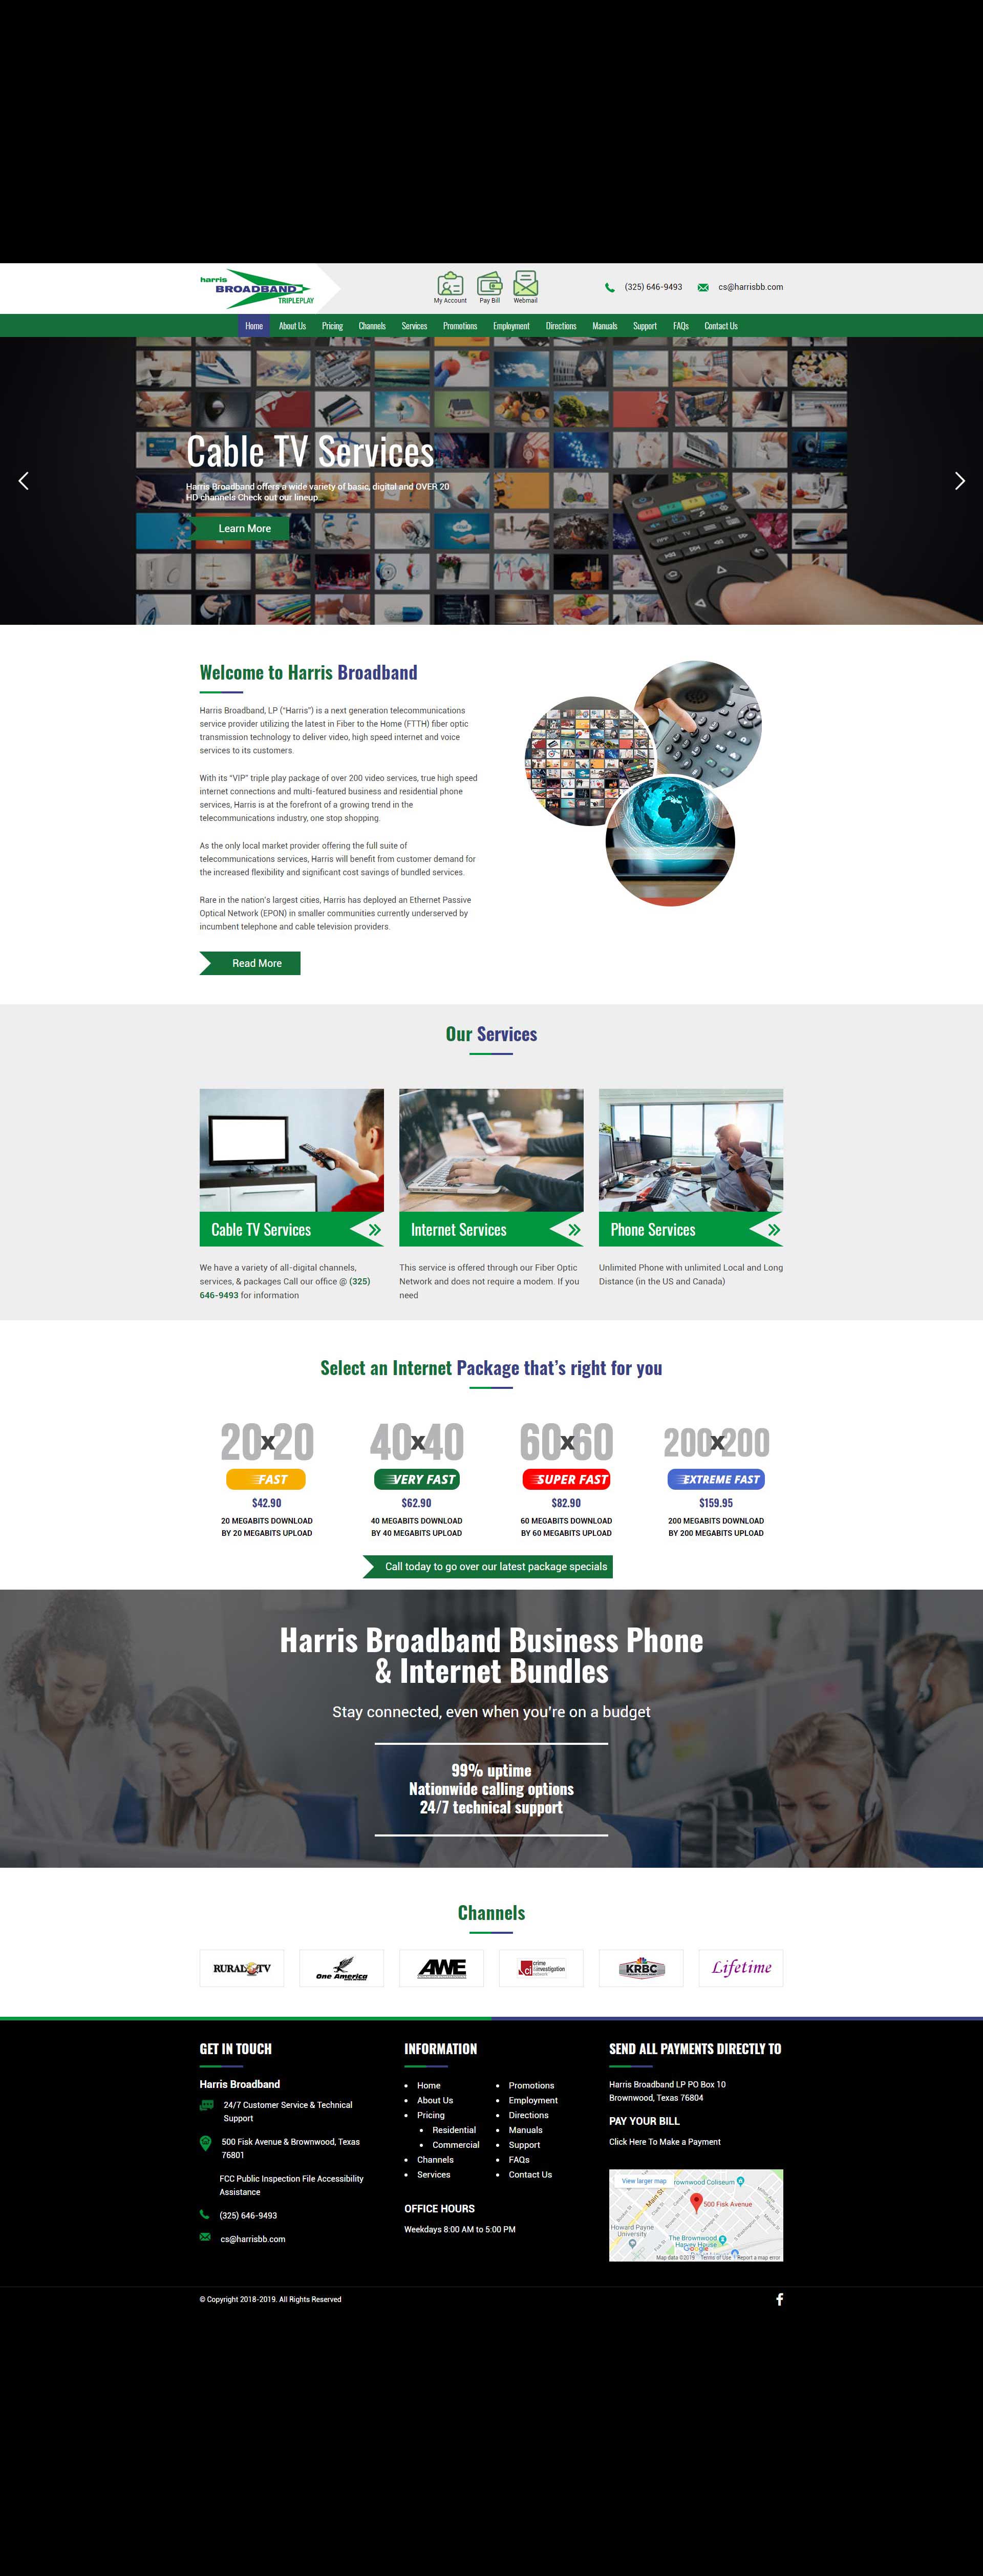 harris
BROADBAND
TRIPLEPLAY
My Account
Pay Bill
Webmail
(325) 646-9493
cs@harrisbb.com
Home
About Us
Pricing
Channels
Services
Promotions
Employment
Directions
Manuals
Support
FAQs
Contact Us
Cable TV Services
Harris Broadband offers a wide variety of basic, digital and OVER 20
HD channels Check out our lineup...
Learn More
Welcome to Harris Broadband
Harris Broadband, LP (“Harris”) is a next generation telecommunications
service provider utilizing the latest in Fiber to the Home (FTTH) fiber optic
transmission technology to deliver video, high speed internet and voice
services to its customers.
With its “VIP” triple play package of over 200 video services, true high speed
internet connections and multi-featured business and residential phone
services, Harris is at the forefront of a growing trend in the
telecommunications industry, one stop shopping.
As the only local market provider offering the full suite of
telecommunications services, Harris will benefit from customer demand for
the increased flexibility and significant cost savings of bundled services.
Rare in the nation’s largest cities, Harris has deployed an Ethernet Passive
Optical Network (EPON) in smaller communities currently underserved by
incumbent telephone and cable television providers.
Read More
Our Services
Cable TV Services
We have a variety of all-digital channels,
services, & packages Call our office @ (325)
646-9493 for information
Internet Services
This service is offered through our Fiber Optic
Network and does not require a modem. If you
need
Phone Services
Unlimited Phone with unlimited Local and Long
Distance (in the US and Canada)
Select an Internet Package that’s right for you
20x20
FAST
$42.90
20 MEGABITS DOWNLOAD
BY 20 MEGABITS UPLOAD
40x40
VERY FAST
$62.90
40 MEGABITS DOWNLOAD
BY 40 MEGABITS UPLOAD
60x60
SUPER FAST
$82.90
60 MEGABITS DOWNLOAD
BY 60 MEGABITS UPLOAD
200x200
EXTREME FAST
$159.95
200 MEGABITS DOWNLOAD
BY 200 MEGABITS UPLOAD
Call today to go over our latest package specials
Harris Broadband Business Phone
& Internet Bundles
Stay connected, even when you’re on a budget
99% uptime
Nationwide calling options
24/7 technical support
Channels
RURAL TV
One America
AWE
ci crime
&investigation
network
KRBC
Lifetime
GET IN TOUCH
Harris Broadband
24/7 Customer Service & Technical
Support
500 Fisk Avenue & Brownwood, Texas
76801
FCC Public Inspection File Accessibility
Assistance
(325) 646-9493
cs@harrisbb.com
INFORMATION
Home
About Us
Pricing
Residential
Commercial
Channels
Services
Promotions
Employment
Directions
Manuals
Support
FAQs
Contact Us
OFFICE HOURS
Weekdays 8:00 AM to 5:00 PM
SEND ALL PAYMENTS DIRECTLY TO
Harris Broadband LP PO Box 10
Brownwood, Texas 76804
PAY YOUR BILL
Click Here To Make a Payment
View larger map
rownwood Coliseum
Main St
500 Fisk Avenue
Howard Payne
University
The Brownwood
Harvey House
Google
Map data ©2019
Terms of Use
Report a map error
© Copyright 2018-2019. All Rights Reserved